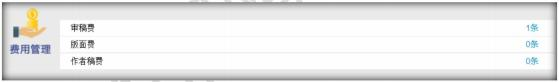 审稿费 1条
费用管理 版面费 0条
作者稿费 0条